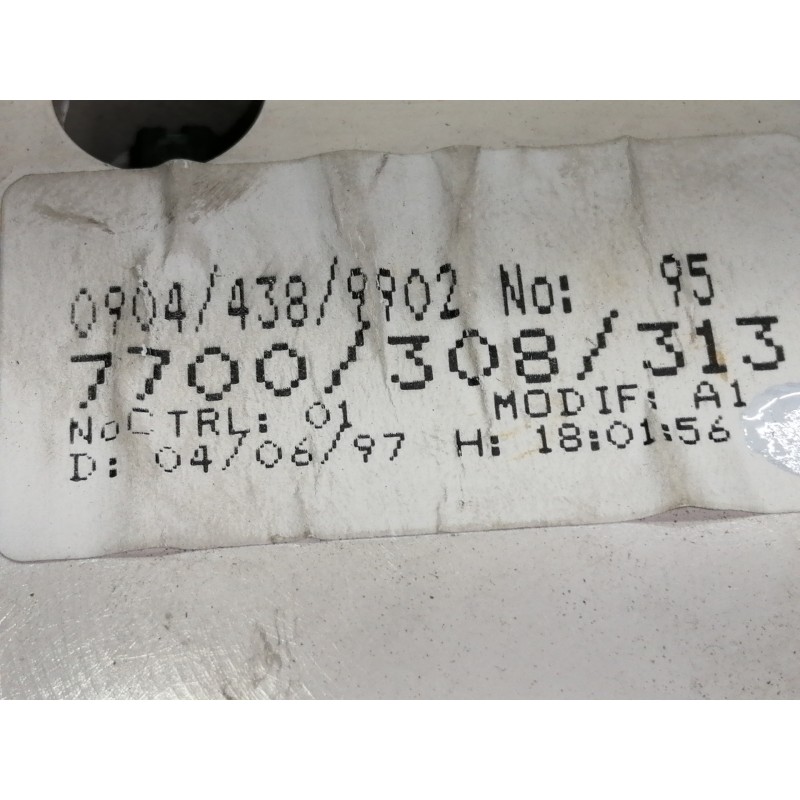 0904/438/9902 No: 95
7700/308/313
MODIF: A1
NoCTRL: 01
D: 04/06/97 H: 18:01:56